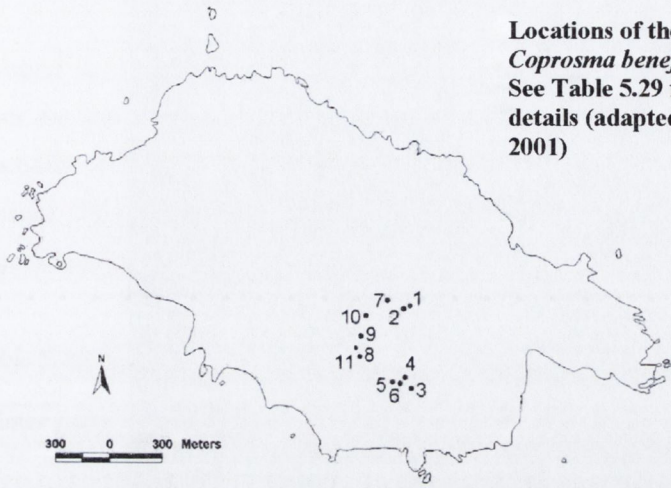 Locations of the
Coprosma bene
See Table 5.29
details (adapted
2001)
7
1
2
10
9
8
11
4
5
6
3
N
300 0 300 Meters